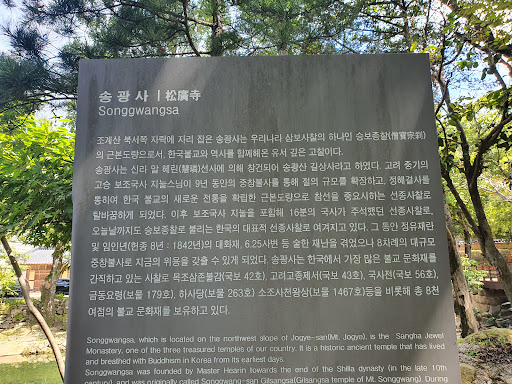 송광사 | 松廣寺
Songgwangsa
조계산 북서쪽 자락에 자리 잡은 송광사는 우리나라 삼보사찰의 하나인 승보종찰(僧寶宗刹)
의 근본도량으로서, 한국불교와 역사를 함께해온 유서 깊은 고찰이다.
송광사는 신라 말 혜린(慧璘)선사에 의해 창건되어 송광산 길상사라고 하였다. 고려 중기의
고승 보조국사 지눌스님이 9년 동안의 중창불사를 통해 절의 규모를 확장하고, 정혜결사를
통하여 한국 불교의 새로운 전통을 확립한 근본도량으로 참선을 중요시하는 선종사찰로
탈바꿈하게 되었다. 이후 보조국사 지눌을 포함해 16분의 국사가 주석했던 선종사찰로,
오늘날까지도 승보종찰로 불리는 한국의 대표적 선종사찰로 여겨지고 있다. 그 동안 정유재란
및 임인년(헌종 8년 : 1842년)의 대화재, 6.25사변 등 숱한 재난을 겪었으나 8차례의 대규모
중창불사로 지금의 위용을 갖출 수 있게 되었다. 송광사는 한국에서 가장 많은 불교 문화재를
간직하고 있는 사찰로 목조삼존불감(국보 42호), 고려고종제서(국보 43호), 국사전(국보 56호),
금동요령(보물 179호), 하사당(보물 263호) 소조사천왕상(보물 1467호)등을 비롯해 총 8천
여점의 불교 문화재를 보유하고 있다.
Songgwangsa, which is located on the northwest slope of Jogye-san(Mt. Jogye), is the Sangha Jewel
Monastery, one of the three treasured temples of our country. It is a historic ancient temple that has lived
and breathed with Buddhism in Korea from its earliest days.
Songgwangsa was founded by Master Hearin towards the end of the Shilla dynasty (in the late 10th
century), and was originally called Songgwang-san Gilsangsa(Gilsangsa temple of Mt. Songgwang). During